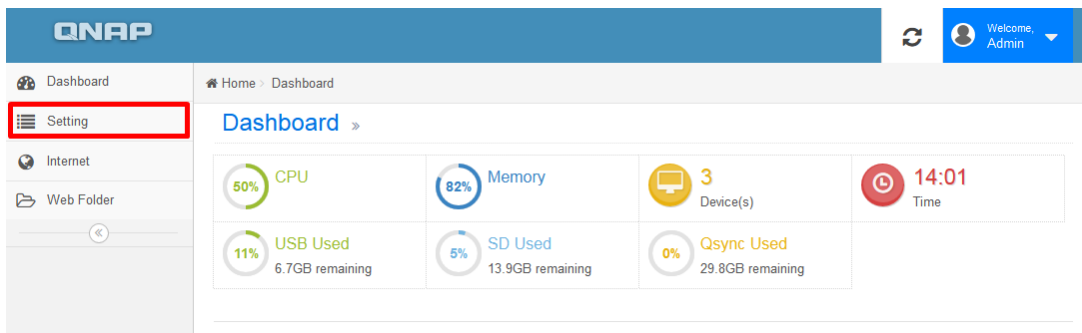 QNAP
Welcome,
Admin
Dashboard
Setting
Internet
Web Folder
Home > Dashboard
Dashboard »
50% CPU
82% Memory
3
Device(s)
14:01
Time
11% USB Used
6.7GB remaining
5% SD Used
13.9GB remaining
0% Qsync Used
29.8GB remaining